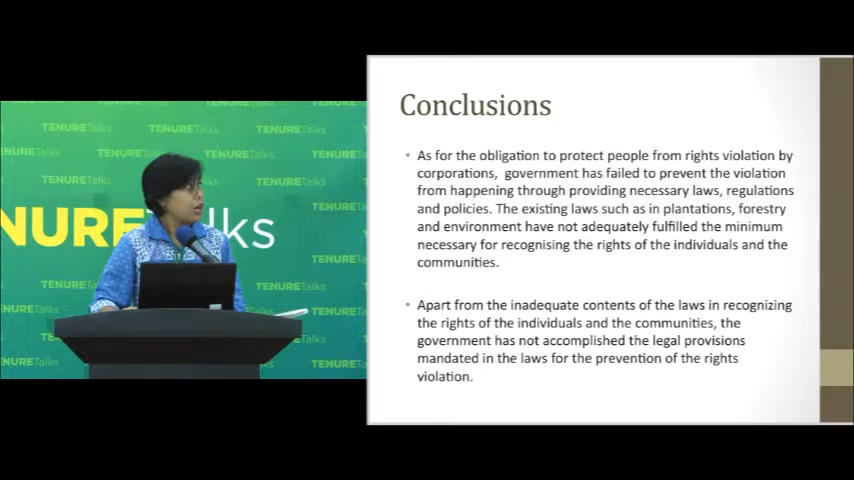 TENURETalks TENURETalks TENURETalks
TENURETalks TENURETalks
NURETalks
TENURETalks
TENURETalks
TENURETalks
TENURETalks
TENURETalks
TENURETalks
Conclusions
• As for the obligation to protect people from rights violation by
corporations, government has failed to prevent the violation
from happening through providing necessary laws, regulations
and policies. The existing laws such as in plantations, forestry
and environment have not adequately fulfilled the minimum
necessary for recognising the rights of the individuals and the
communities.
• Apart from the inadequate contents of the laws in recognizing
the rights of the individuals and the communities, the
government has not accomplished the legal provisions
mandated in the laws for the prevention of the rights
violation.